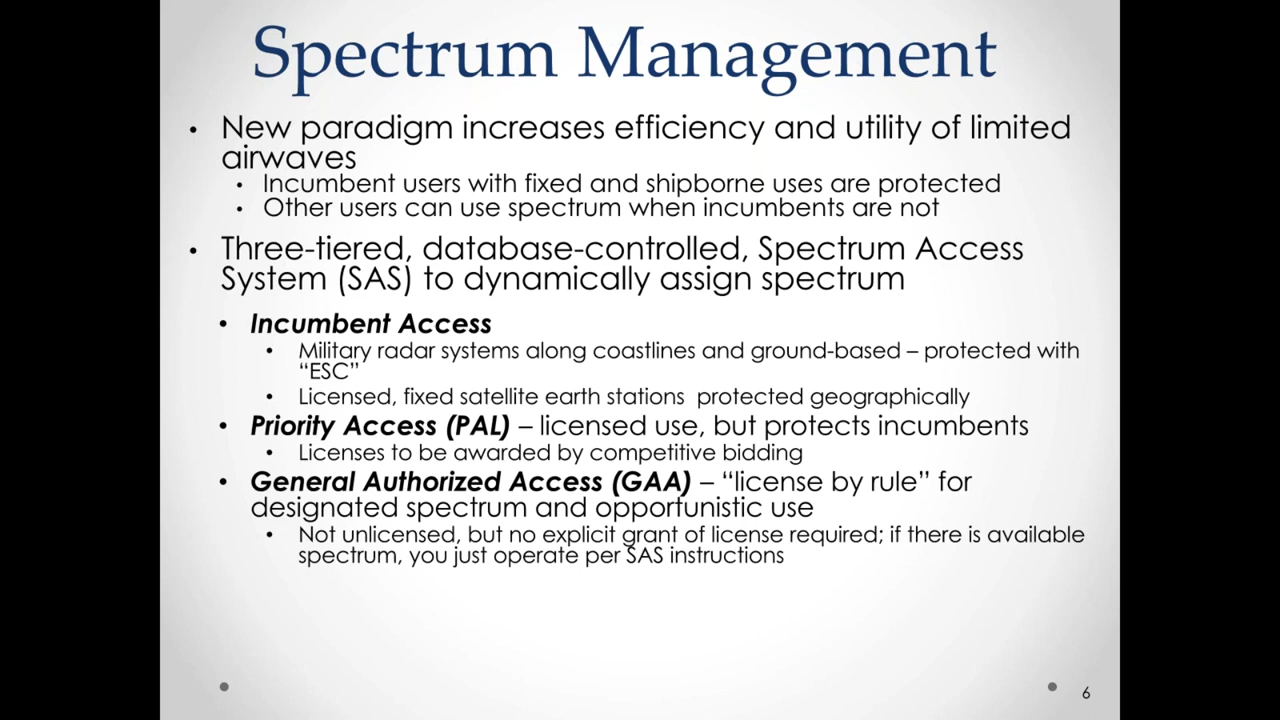 Spectrum Management
• New paradigm increases efficiency and utility of limited
airwaves
• Incumbent users with fixed and shipborne uses are protected
• Other users can use spectrum when incumbents are not
• Three-tiered, database-controlled, Spectrum Access
System (SAS) to dynamically assign spectrum
• Incumbent Access
• Military radar systems along coastlines and ground-based – protected with
“ESC”
• Licensed, fixed satellite earth stations  protected geographically
• Priority Access (PAL) – licensed use, but protects incumbents
• Licenses to be awarded by competitive bidding
• General Authorized Access (GAA) – “license by rule” for
designated spectrum and opportunistic use
• Not unlicensed, but no explicit grant of license required; if there is available
spectrum, you just operate per SAS instructions
6